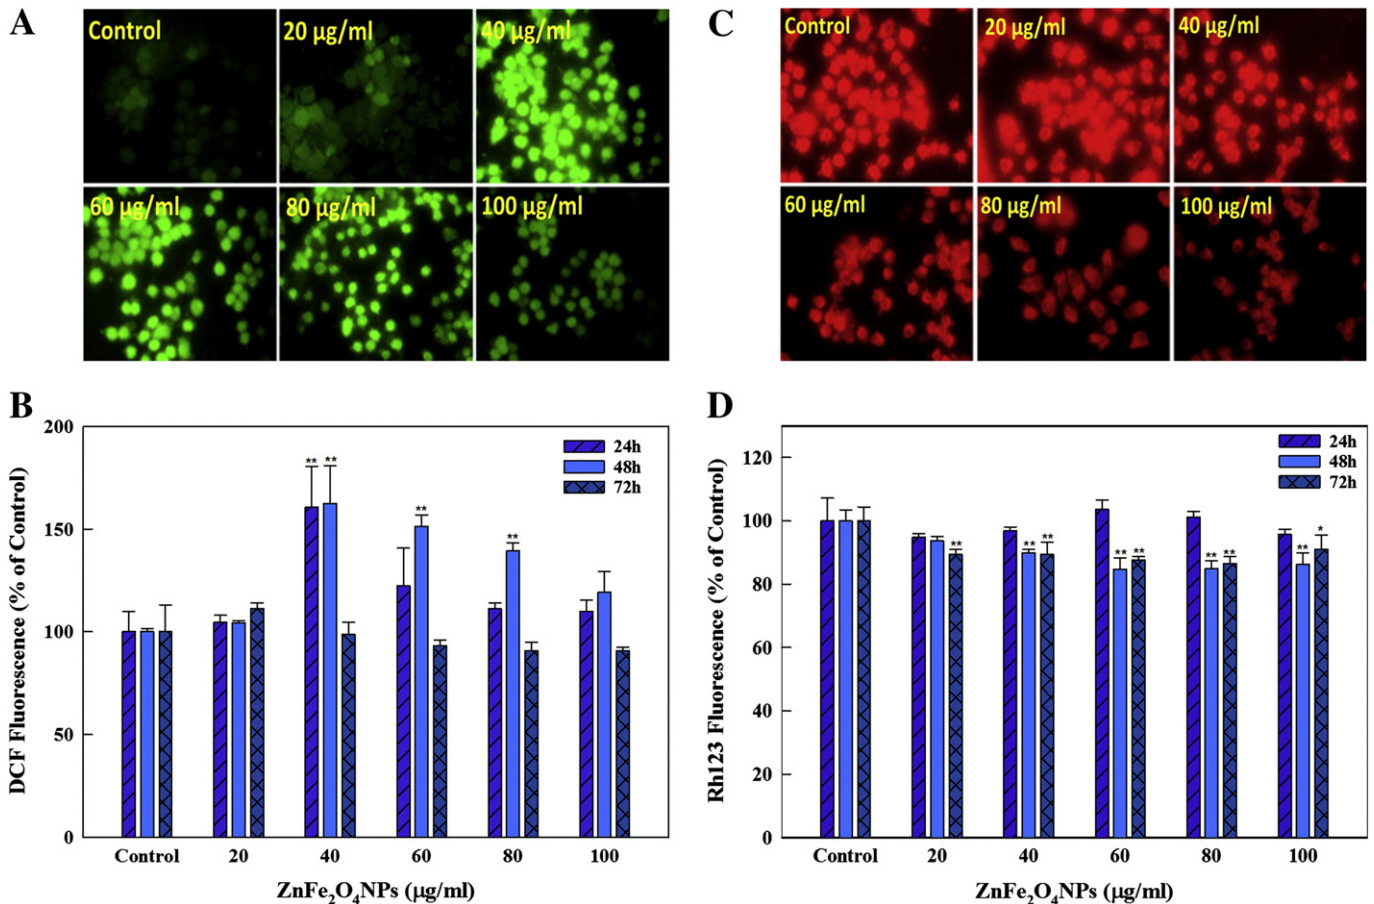 A
Control
20 µg/ml
40 µg/ml
60 µg/ml
80 µg/ml
100 µg/ml
C
Control
20 µg/ml
40 µg/ml
60 µg/ml
80 µg/ml
100 µg/ml
B
DCF Fluorescence (% of Control)
200
150
100
50
0
24h
48h
72h
** **
**
**
Control 20 40 60 80 100
ZnFe2O4NPs (µg/ml)
D
Rh123 Fluorescence (% of Control)
120
100
80
60
40
20
0
24h
48h
72h
**
** **
** **
** **
** *
Control 20 40 60 80 100
ZnFe2O4NPs (µg/ml)